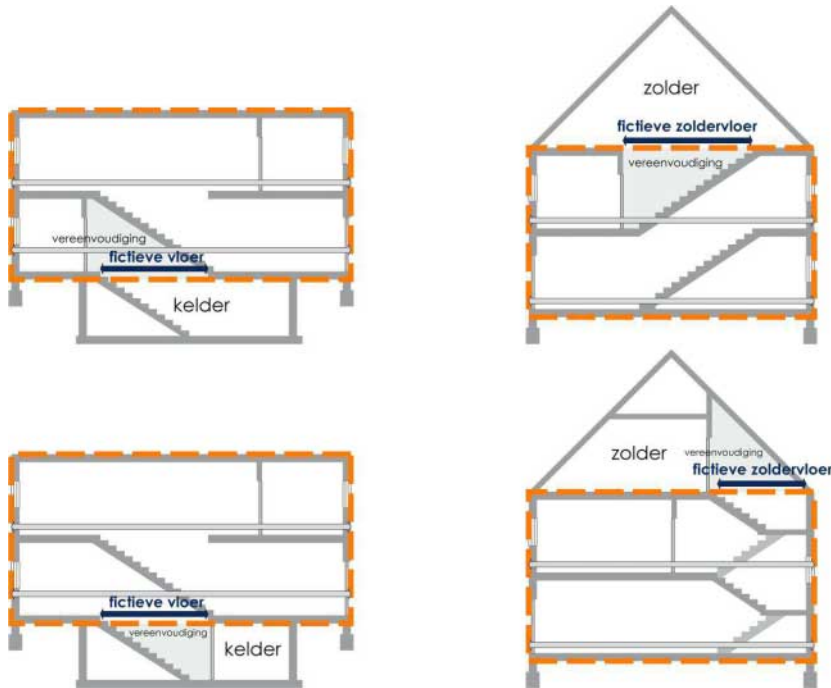 zolder
fictieve zoldervloer
vereenvoudiging
vereenvoudiging
fictieve vloer
kelder
zolder
vereenvoudiging
fictieve zoldervloer
fictieve vloer
vereenvoudiging
kelder